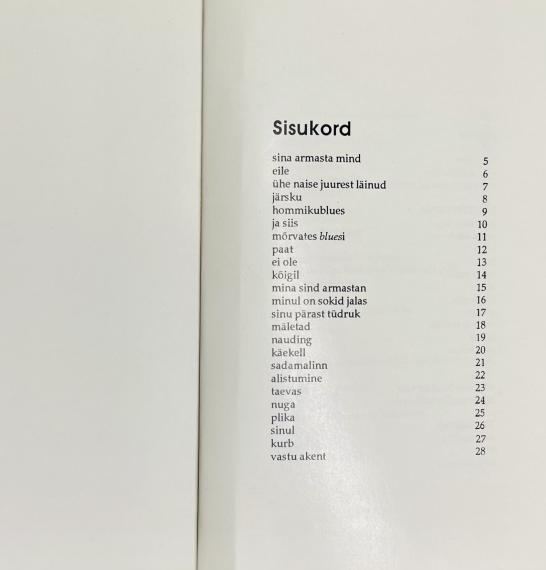 Sisukord
sina armasta mind 5
eile 6
ühe naise juurest läinud 7
järsku 8
hommikublues 9
ja siis 10
mõrvates bluesi 11
paat 12
ei ole 13
kõigil 14
mina sind armastan 15
minul on sokid jalas 16
sinu pärast tüdruk 17
mäletad 18
nauding 19
käekell 20
sadamalinn 21
alistumine 22
taevas 23
nuga 24
plika 25
sinul 26
kurb 27
vastu akent 28